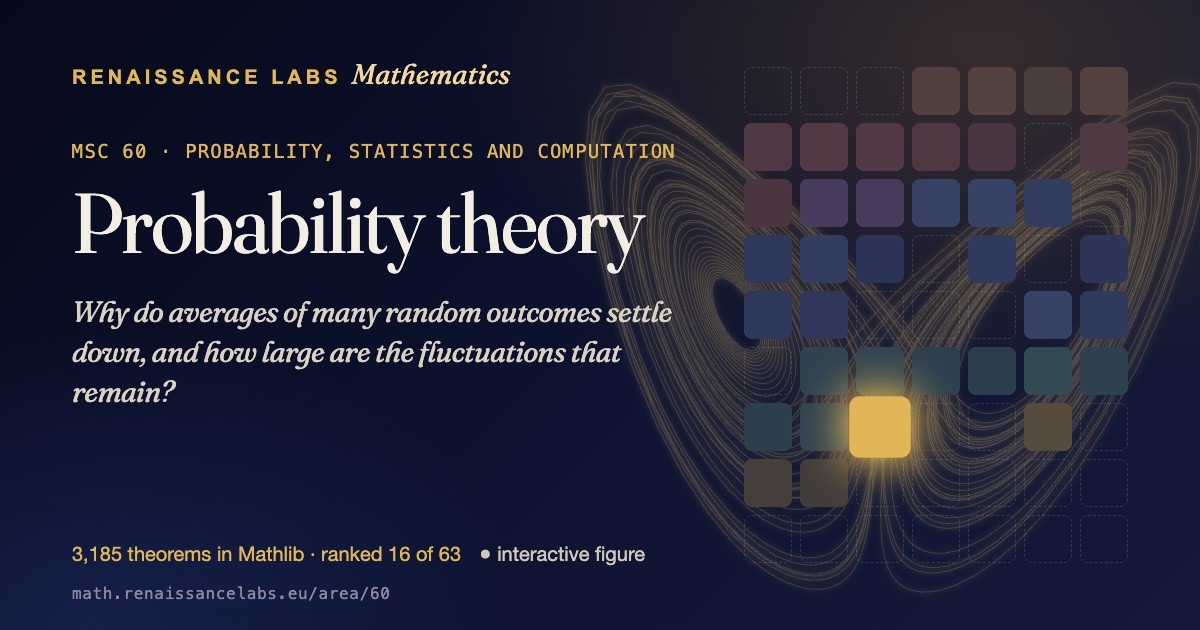 RENAISSANCE LABS Mathematics
MSC 60 · PROBABILITY, STATISTICS AND COMPUTATION
Probability theory
Why do averages of many random outcomes settle
down, and how large are the fluctuations that
remain?
3,185 theorems in Mathlib · ranked 16 of 63 ● interactive figure
math.renaissancelabs.eu/area/60